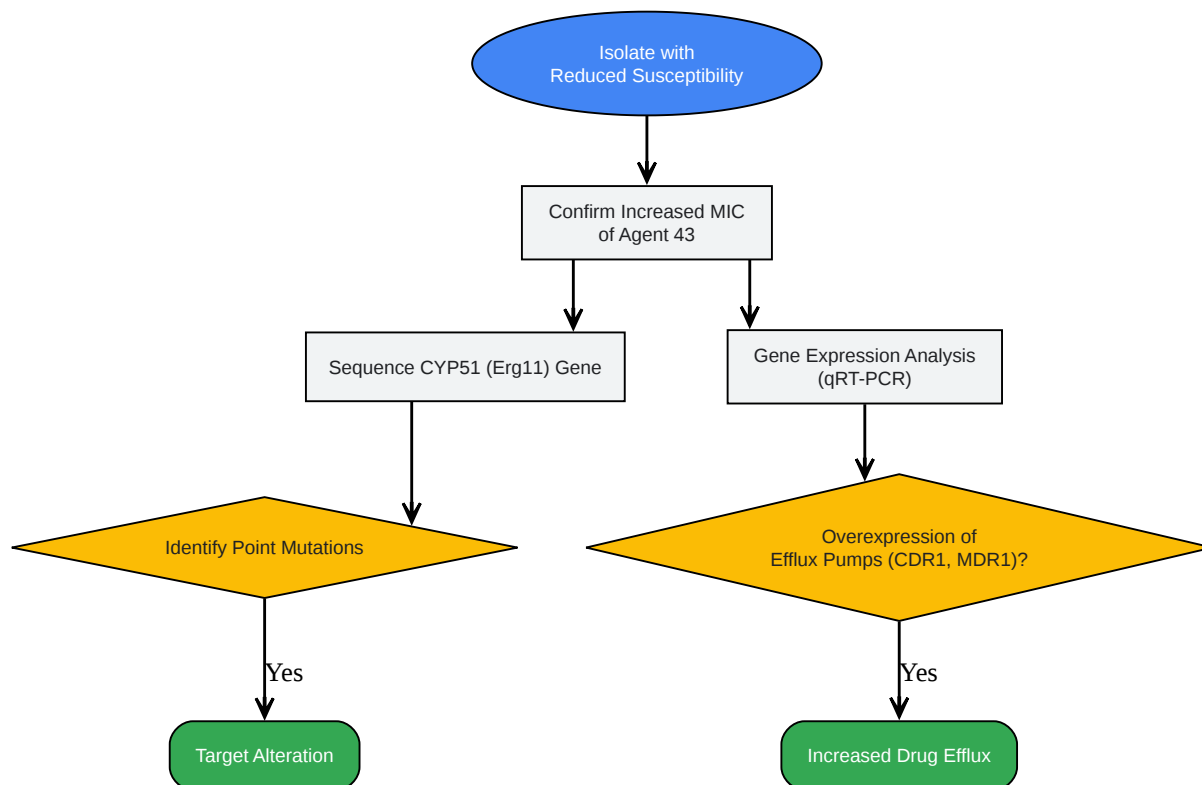 Isolate with
Reduced Susceptibility
Confirm Increased MIC
of Agent 43
Sequence CYP51 (Erg11) Gene
Gene Expression Analysis
(qRT-PCR)
Identify Point Mutations
Overexpression of
Efflux Pumps (CDR1, MDR1)?
Yes
Yes
Target Alteration
Increased Drug Efflux